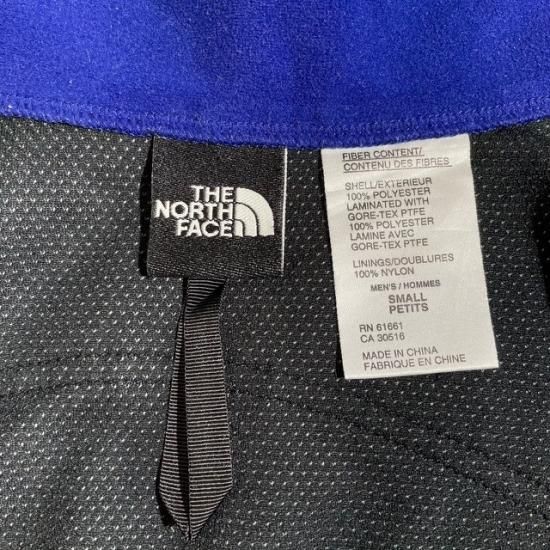 THE
NORTH
FACE
FIBER CONTENT/
CONTENU DES FIBRES
SHELL/EXTERIEUR
100% POLYESTER
LAMINATED WITH
GORE-TEX PTFE
100% POLYESTER
LAMINE AVEC
GORE-TEX PTFE
LININGS/DOUBLURES
100% NYLON
MEN'S / HOMMES
SMALL
PETITS
RN 61661
CA 30516
MADE IN CHINA
FABRIQUE EN CHINE